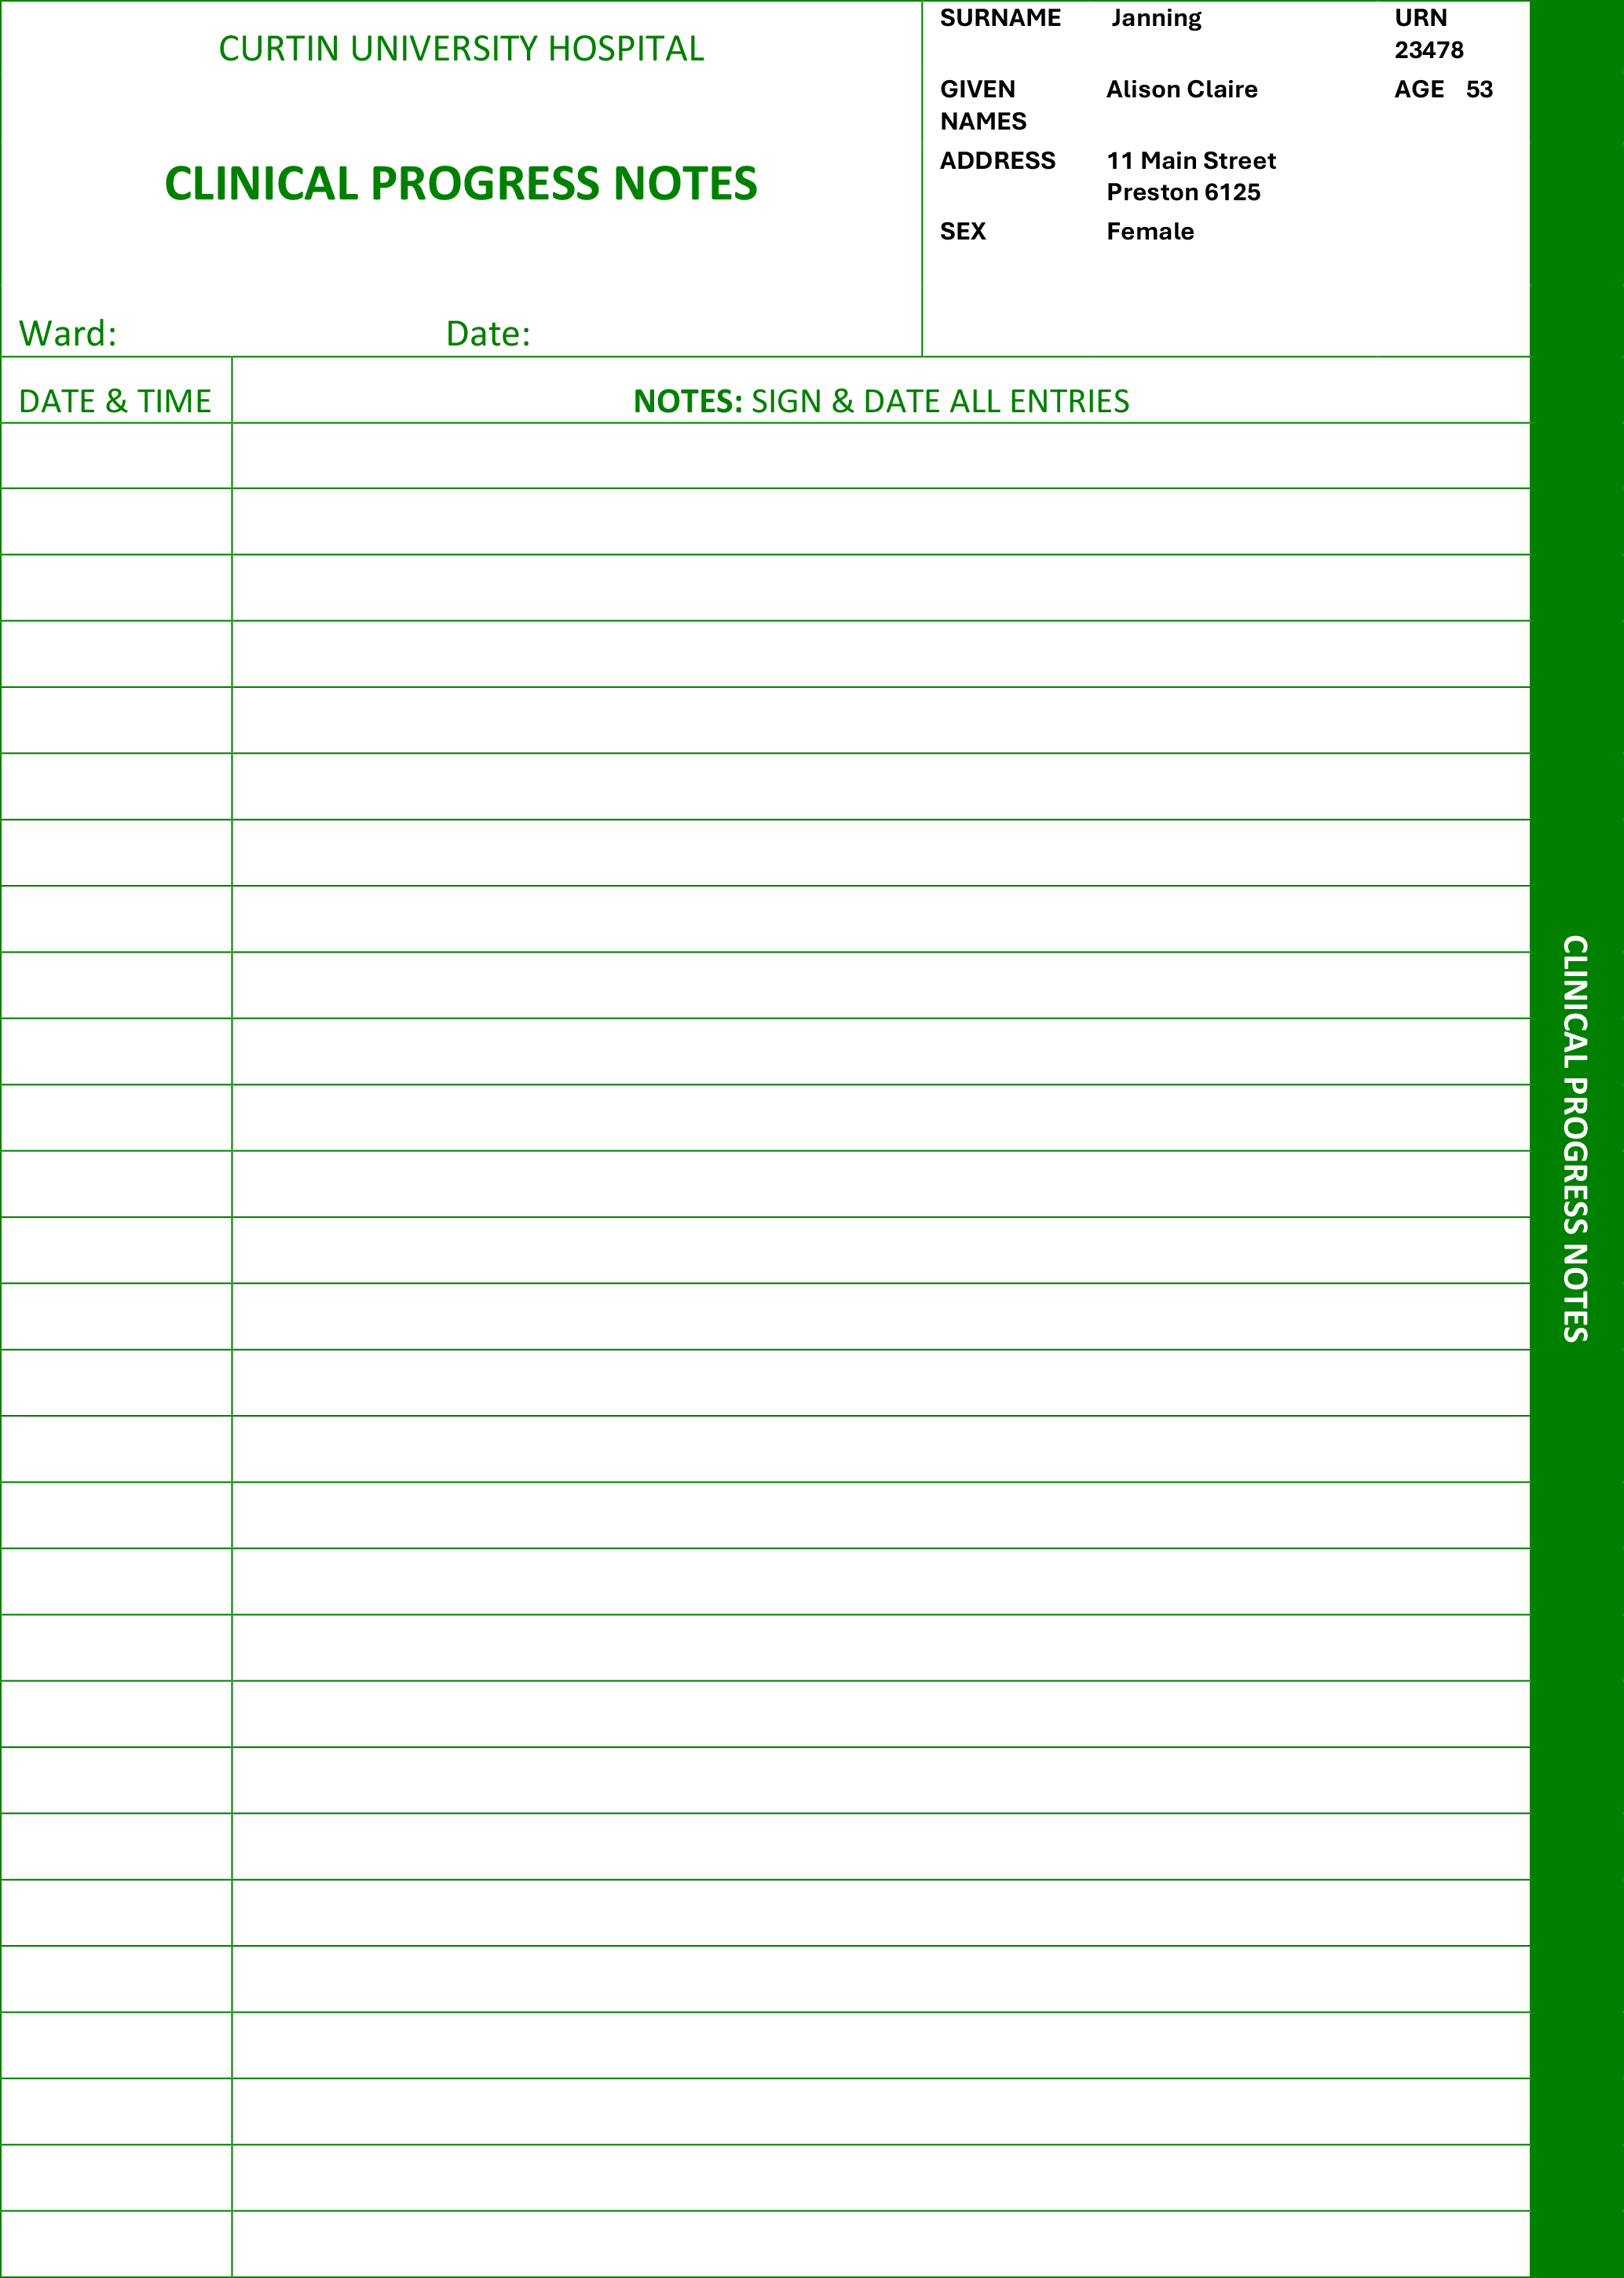 CURTIN UNIVERSITY HOSPITAL
CLINICAL PROGRESS NOTES
Ward: Date:
SURNAME Janning URN
23478
GIVEN Alison Claire AGE 53
NAMES
ADDRESS 11 Main Street
Preston 6125
SEX Female
DATE & TIME NOTES: SIGN & DATE ALL ENTRIES
CLINICAL PROGRESS NOTES